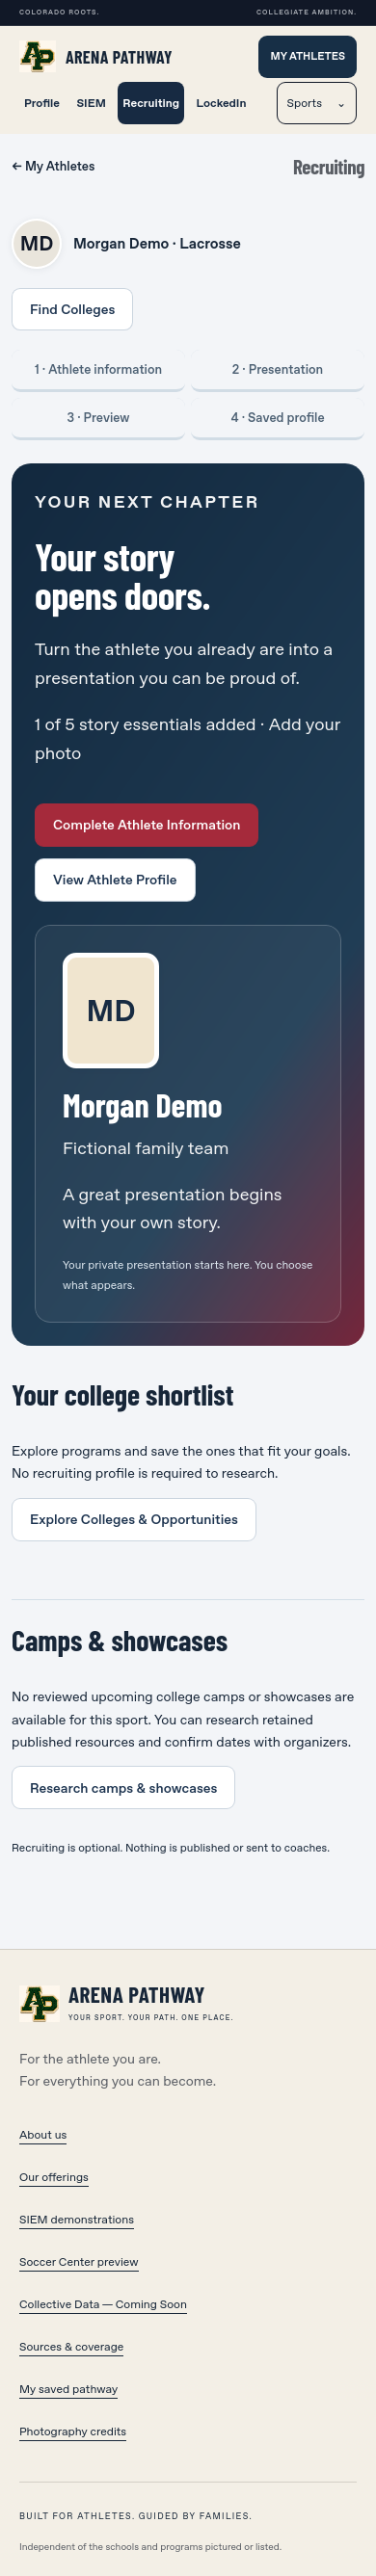 COLORADO ROOTS.
COLLEGIATE AMBITION.
AP
ARENA PATHWAY
MY ATHLETES
Profile
SIEM
Recruiting
LockedIn
Sports
← My Athletes
Recruiting
MD
Morgan Demo · Lacrosse
Find Colleges
1 · Athlete information
2 · Presentation
3 · Preview
4 · Saved profile
YOUR NEXT CHAPTER
Your story
opens doors.
Turn the athlete you already are into a
presentation you can be proud of.
1 of 5 story essentials added · Add your
photo
Complete Athlete Information
View Athlete Profile
MD
Morgan Demo
Fictional family team
A great presentation begins
with your own story.
Your private presentation starts here. You choose
what appears.
Your college shortlist
Explore programs and save the ones that fit your goals.
No recruiting profile is required to research.
Explore Colleges & Opportunities
Camps & showcases
No reviewed upcoming college camps or showcases are
available for this sport. You can research retained
published resources and confirm dates with organizers.
Research camps & showcases
Recruiting is optional. Nothing is published or sent to coaches.
AP
ARENA PATHWAY
YOUR SPORT. YOUR PATH. ONE PLACE.
For the athlete you are.
For everything you can become.
About us
Our offerings
SIEM demonstrations
Soccer Center preview
Collective Data — Coming Soon
Sources & coverage
My saved pathway
Photography credits
BUILT FOR ATHLETES. GUIDED BY FAMILIES.
Independent of the schools and programs pictured or listed.